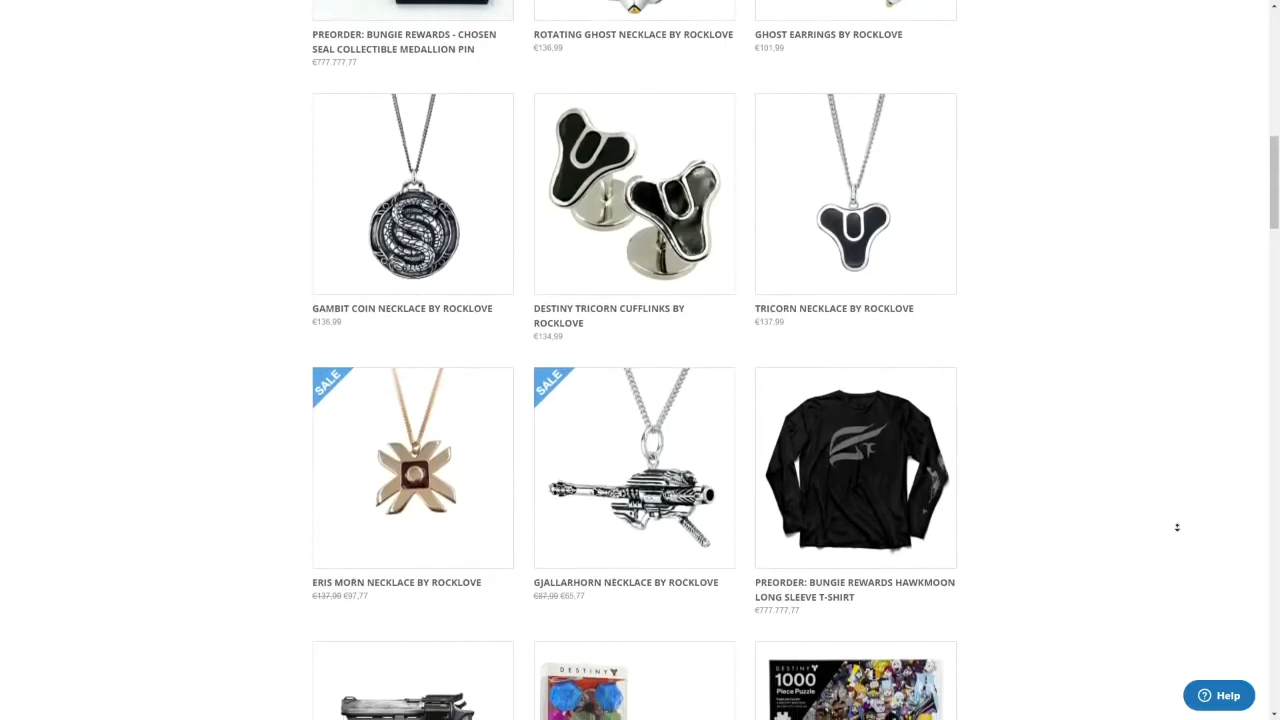 PREORDER: BUNGIE REWARDS - CHOSEN
SEAL COLLECTIBLE MEDALLION PIN
€777.777,77
ROTATING GHOST NECKLACE BY ROCKLOVE
€136,99
GHOST EARRINGS BY ROCKLOVE
€101,99
GAMBIT COIN NECKLACE BY ROCKLOVE
€136,99
DESTINY TRICORN CUFFLINKS BY
ROCKLOVE
€134,99
TRICORN NECKLACE BY ROCKLOVE
€137,99
SALE
ERIS MORN NECKLACE BY ROCKLOVE
€137,99 €97,77
SALE
GJALLARHORN NECKLACE BY ROCKLOVE
€87,99 €65,77
PREORDER: BUNGIE REWARDS HAWKMOON
LONG SLEEVE T-SHIRT
€777.777,77
DESTINY
DESTINY
1000
Piece Puzzle
Help